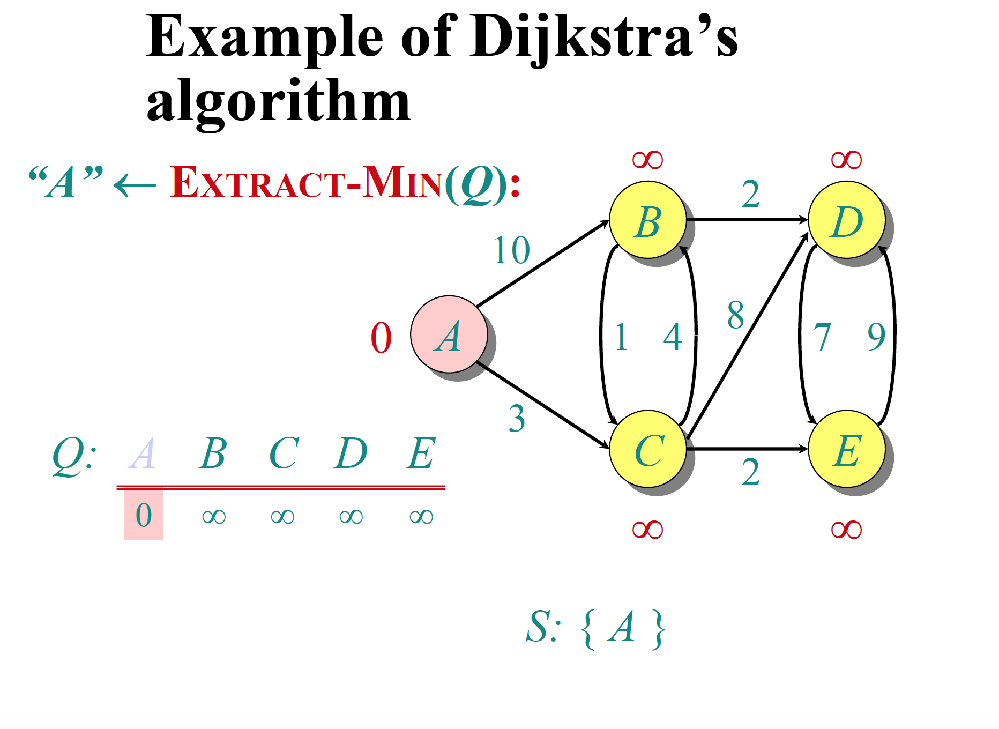 Example of Dijkstra’s
algorithm
“A” ← EXTRACT-MIN(Q):
∞ ∞
2
B D
10
8
0 A 1 4 7 9
3
Q: A B C D E
C E
2
0 ∞ ∞ ∞ ∞
∞ ∞
S: { A }